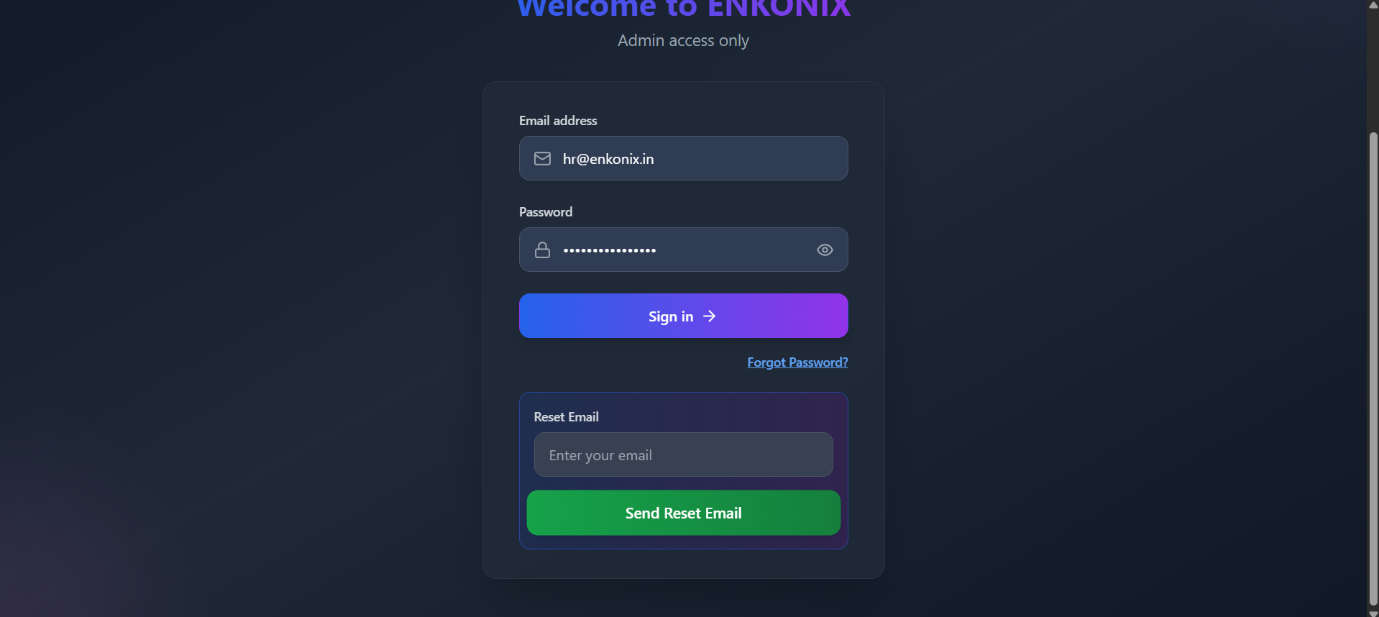 Welcome to ENKONIX
Admin access only
Email address
hr@enkonix.in
Password
••••••••••••••••
Sign in →
Forgot Password?
Reset Email
Enter your email
Send Reset Email